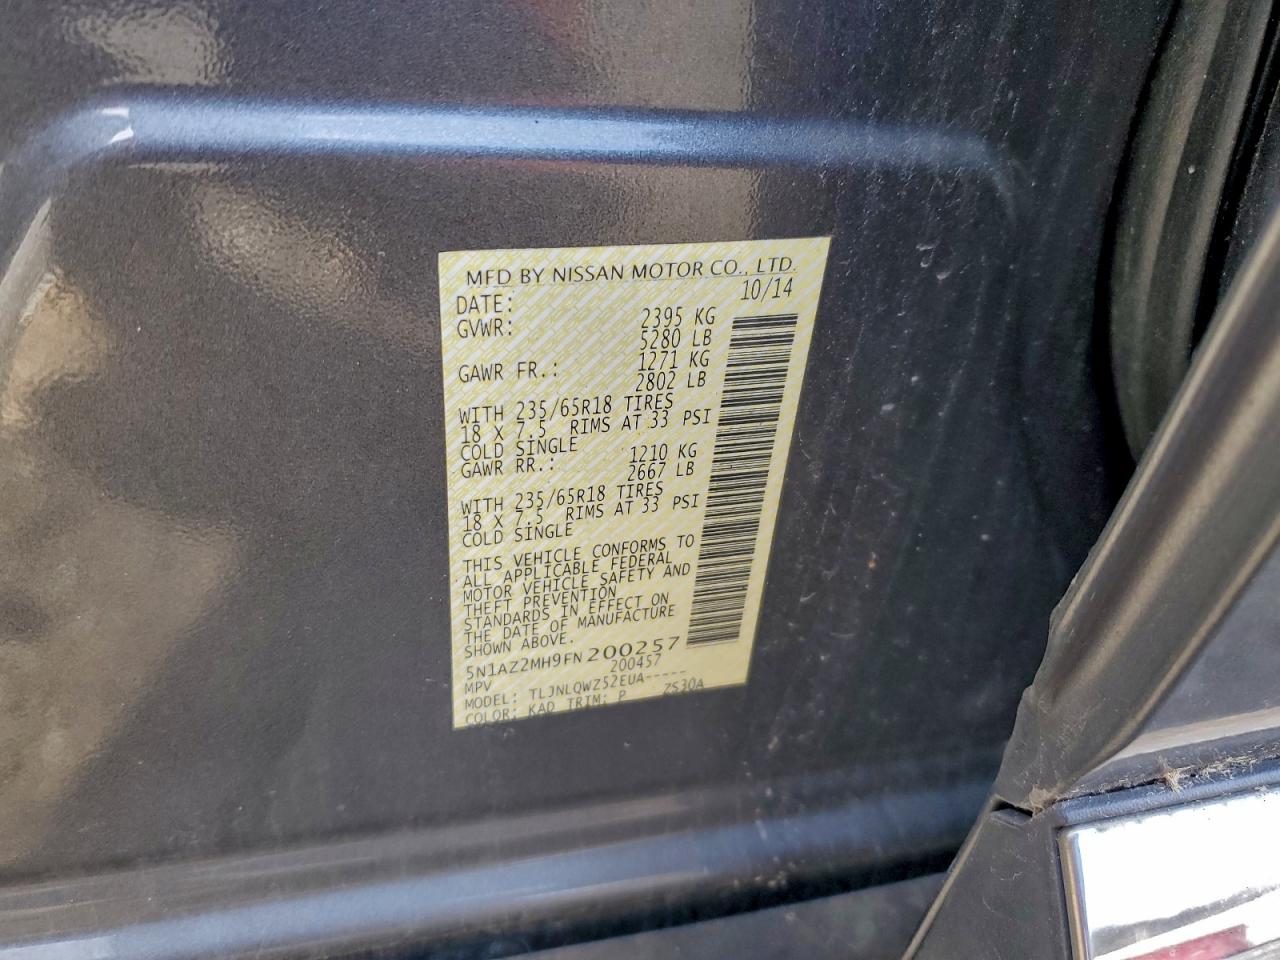 MFD BY NISSAN MOTOR CO., LTD.
DATE: 10/14
GVWR: 2395 KG
5280 LB
GAWR FR.: 1271 KG
2802 LB
WITH 235/65R18 TIRES
18 X 7.5 RIMS AT 33 PSI
COLD SINGLE
GAWR RR.: 1210 KG
2667 LB
WITH 235/65R18 TIRES
18 X 7.5 RIMS AT 33 PSI
COLD SINGLE
THIS VEHICLE CONFORMS TO
ALL APPLICABLE FEDERAL
MOTOR VEHICLE SAFETY AND
THEFT PREVENTION
STANDARDS IN EFFECT ON
THE DATE OF MANUFACTURE
SHOWN ABOVE.
5N1AZ2MH9FN200257
MPV 200457
MODEL: TLJNLQWZ52EUA-----
COLOR: KAD TRIM: P ZS30A